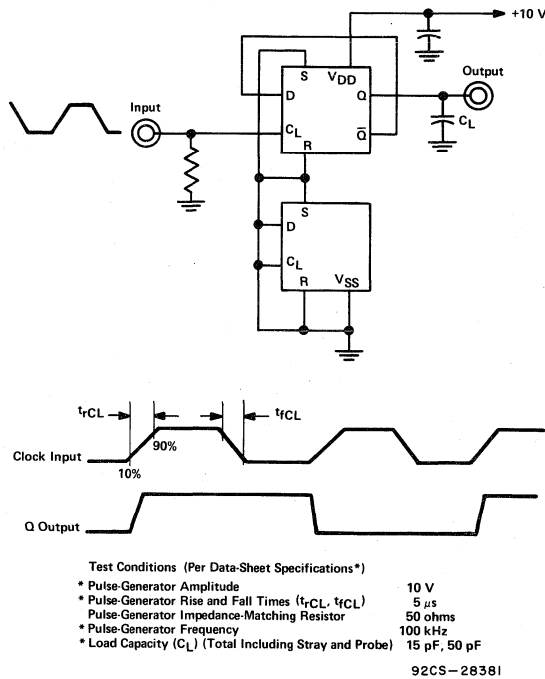 +10 V
S
VDD
Output
D
Q
Input
CL
Q̅
CL
R
S
D
CL
R
VSS
trCL
tfCL
90%
Clock Input
10%
Q Output
Test Conditions (Per Data-Sheet Specifications*)
* Pulse-Generator Amplitude 10 V
* Pulse-Generator Rise and Fall Times (trCL, tfCL) 5 μs
Pulse-Generator Impedance-Matching Resistor 50 ohms
* Pulse-Generator Frequency 100 kHz
* Load Capacity (CL) (Total Including Stray and Probe) 15 pF, 50 pF
92CS-28381